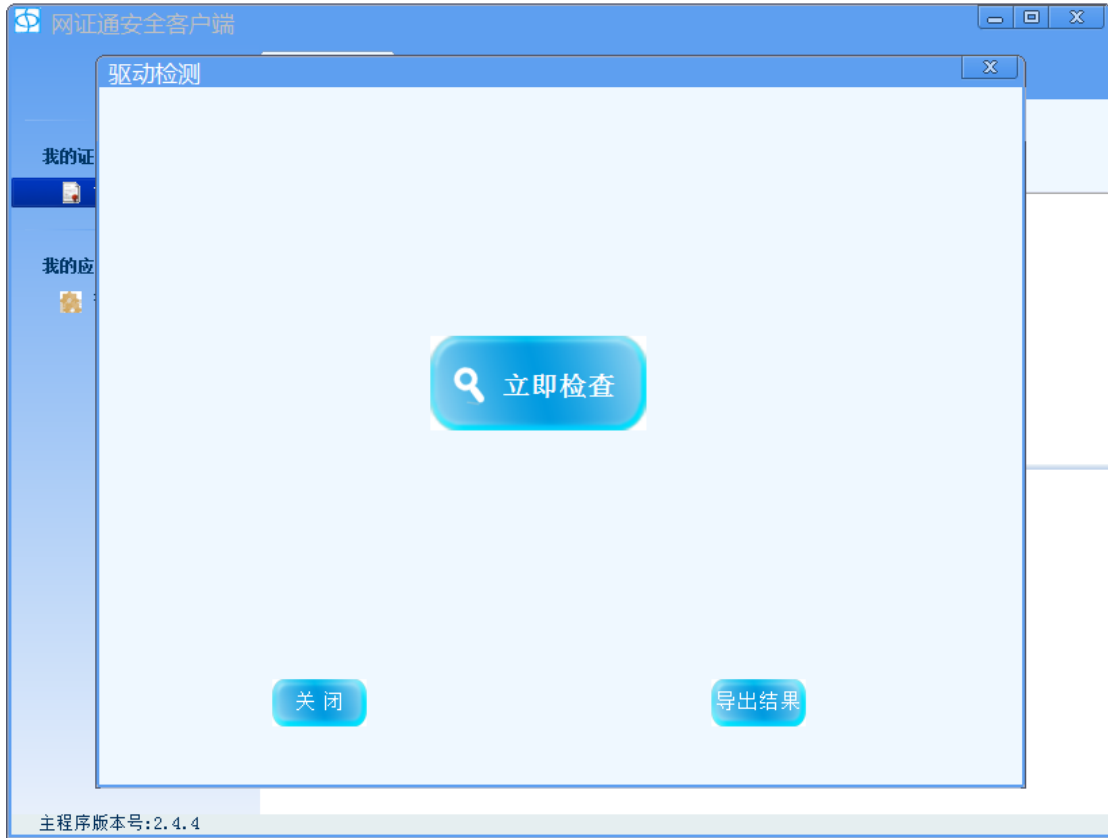 网证通安全客户端
驱动检测
我的证
我的应
立即检查
关 闭
导出结果
主程序版本号:2.4.4